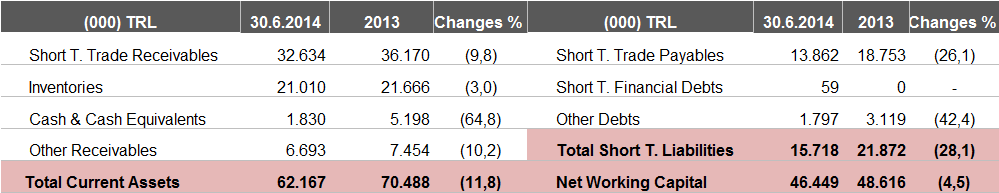 (000) TRL 30.6.2014 2013 Changes % (000) TRL 30.6.2014 2013 Changes %
Short T. Trade Receivables 32.634 36.170 (9,8) Short T. Trade Payables 13.862 18.753 (26,1)
Inventories 21.010 21.666 (3,0) Short T. Financial Debts 59 0 -
Cash & Cash Equivalents 1.830 5.198 (64,8) Other Debts 1.797 3.119 (42,4)
Other Receivables 6.693 7.454 (10,2) Total Short T. Liabilities 15.718 21.872 (28,1)
Total Current Assets 62.167 70.488 (11,8) Net Working Capital 46.449 48.616 (4,5)